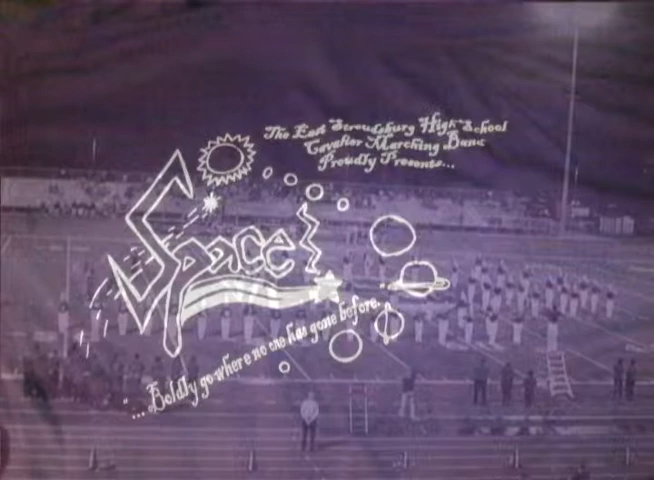 The East Stroudsburg High School
Cavalier Marching Band
Proudly Presents...
Space!
"... Boldly go where no one has gone before.